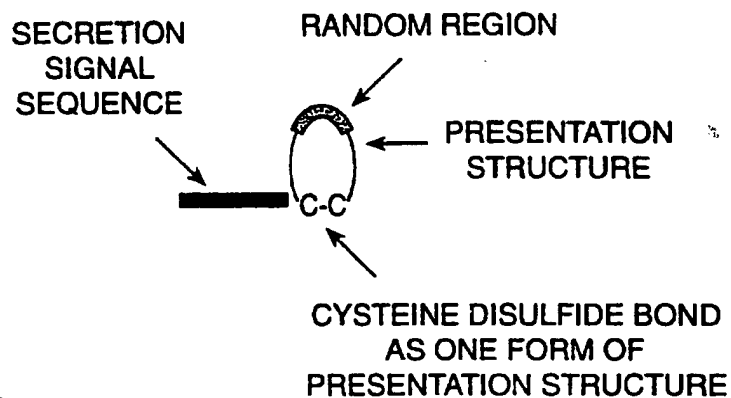 SECRETION
SIGNAL
SEQUENCE
RANDOM REGION
PRESENTATION
STRUCTURE
C-C
CYSTEINE DISULFIDE BOND
AS ONE FORM OF
PRESENTATION STRUCTURE